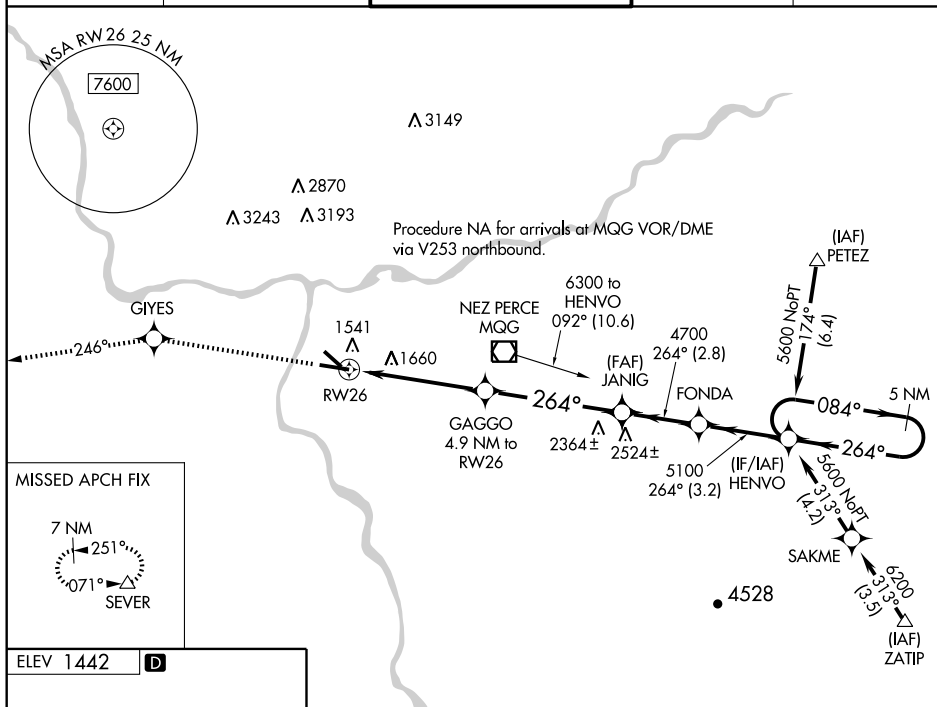 MSA RW26 25 NM
7600
3149
2870
3243
3193
Procedure NA for arrivals at MQG VOR/DME
via V253 northbound.
(IAF)
PETEZ
5600 NoPT
174°
(6.4)
6300 to
HENVO
092° (10.6)
NEZ PERCE
MQG
GIYES
246°
1541
1660
RW26
4700
264° (2.8)
(FAF)
JANIG
FONDA
5 NM
084°
264°
264°
GAGGO
4.9 NM to
RW26
2364±
2524±
5100
264° (3.2)
(IF/IAF)
HENVO
5600 NoPT
313°
(4.2)
SAKME
6200
313°
(3.5)
(IAF)
ZATIP
4528
MISSED APCH FIX
7 NM
251°
071°
SEVER
ELEV 1442 D